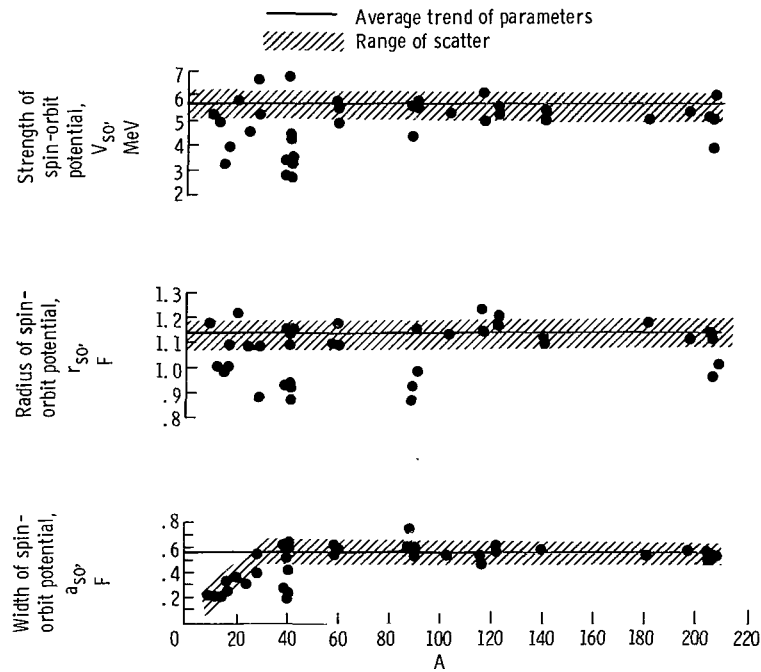 Average trend of parameters
Range of scatter
Strength of
spin-orbit
potential,
V_so,
MeV
7
6
5
4
3
2
Radius of spin-
orbit potential,
r_so,
F
1.3
1.2
1.1
1.0
.9
.8
Width of spin-
orbit potential,
a_so,
F
.8
.6
.4
.2
0 20 40 60 80 100 120 140 160 180 200 220
A